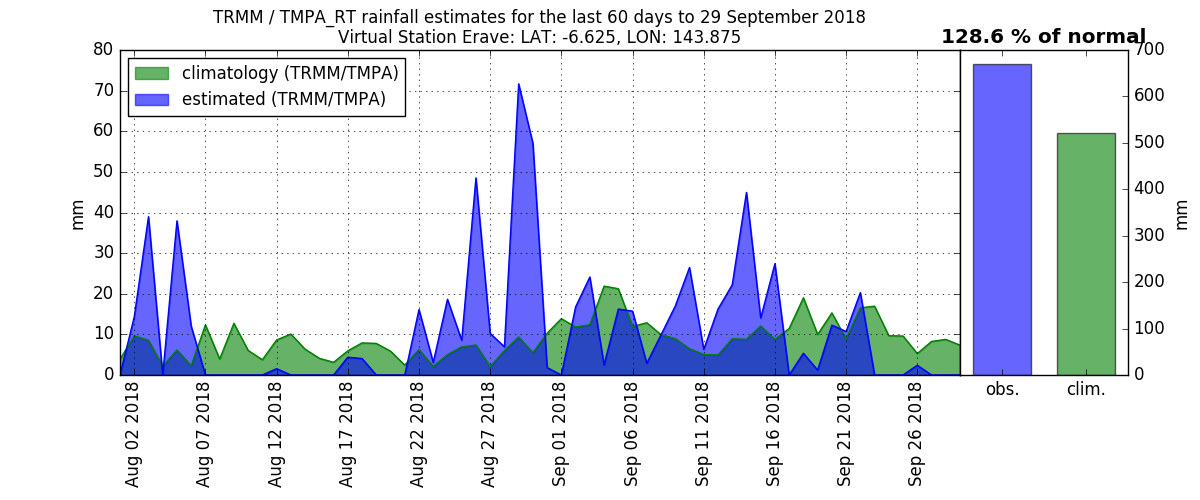 TRMM / TMPA_RT rainfall estimates for the last 60 days to 29 September 2018
Virtual Station Erave: LAT: -6.625, LON: 143.875
128.6 % of normal
climatology (TRMM/TMPA)
estimated (TRMM/TMPA)
mm
80
70
60
50
40
30
20
10
0
Aug 02 2018
Aug 07 2018
Aug 12 2018
Aug 17 2018
Aug 22 2018
Aug 27 2018
Sep 01 2018
Sep 06 2018
Sep 11 2018
Sep 16 2018
Sep 21 2018
Sep 26 2018
obs.
clim.
700
600
500
400
300
200
100
0
mm